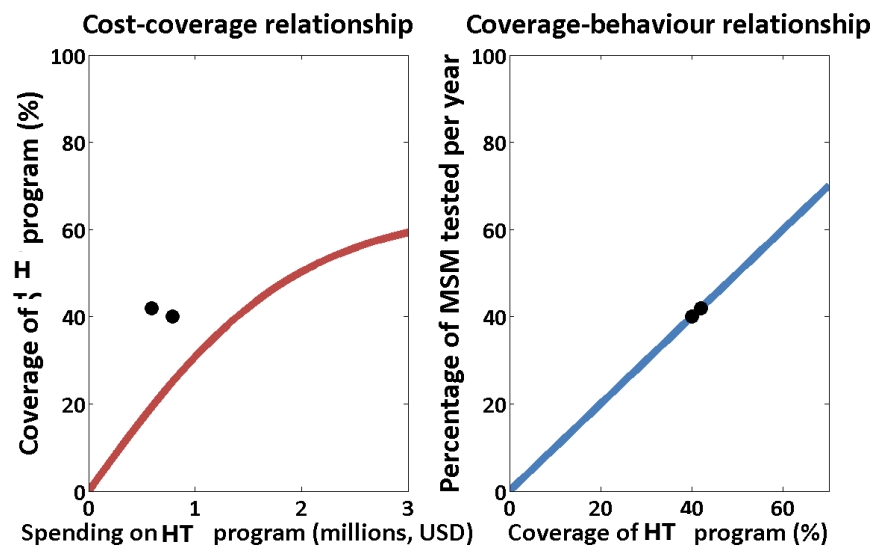 Cost-coverage relationship
Coverage of H program (%)
100
80
60
40
20
0
0 1 2 3
Spending on HT program (millions, USD)
Coverage-behaviour relationship
Percentage of MSM tested per year
100
80
60
40
20
0
0 20 40 60
Coverage of HT program (%)